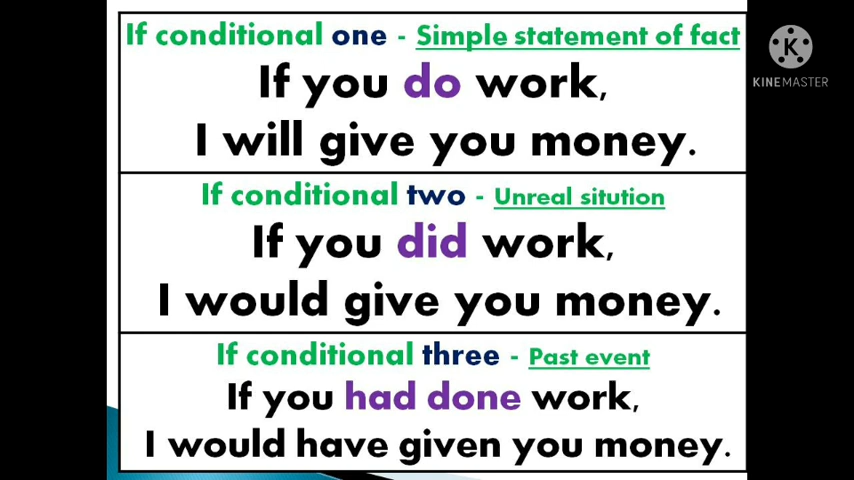 If conditional one - Simple statement of fact
If you do work,
I will give you money.
If conditional two - Unreal sitution
If you did work,
I would give you money.
If conditional three - Past event
If you had done work,
I would have given you money.
K
KINEMASTER